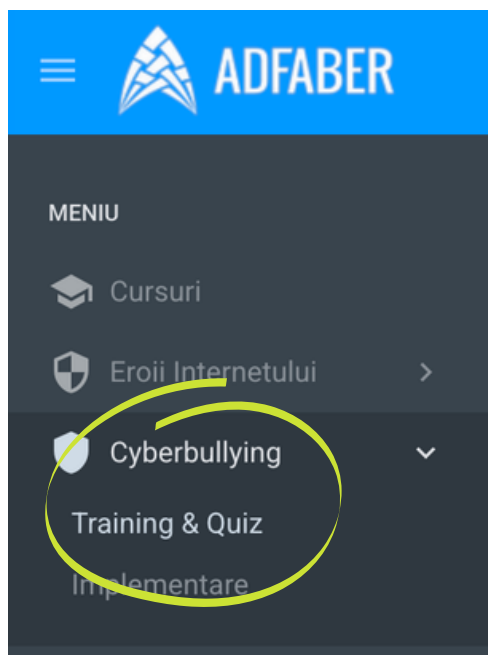 ADFABER
MENIU
Cursuri
Eroii Internetului
Cyberbullying
Training & Quiz
Implementare